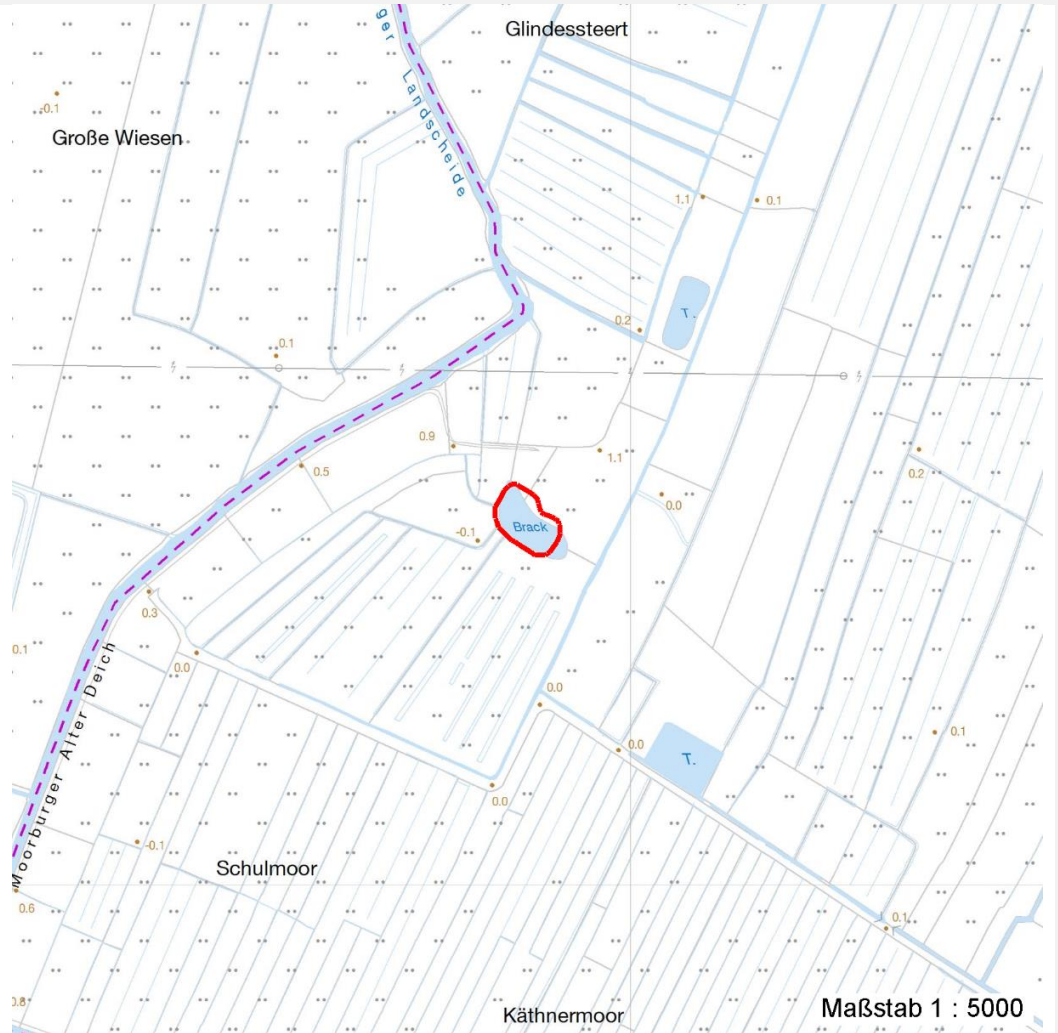 Glindessteert
ger Landscheide
-0.1
Große Wiesen
1.1
0.1
T.
0.2
0.1
0.9
1.1
0.5
0.2
0.0
Brack
-0.1
0.3
0.1
0.0
0.0
Moorburger Alter Deich
0.1
0.0
T.
0.0
-0.1
Schulmoor
0.6
0.1
0.8
Käthnermoor
Maßstab 1 : 5000